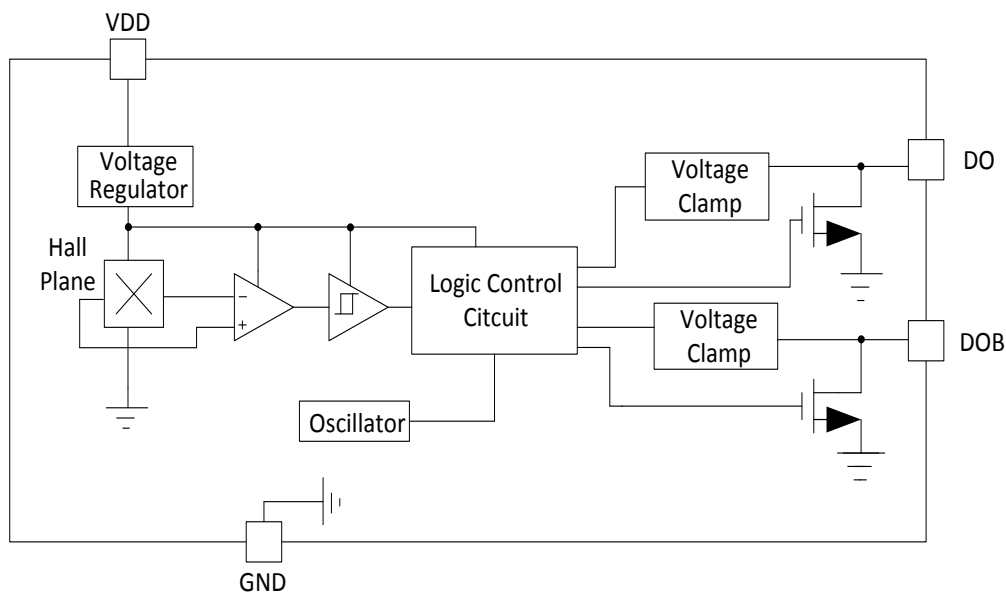 VDD
Voltage
Regulator
Hall
Plane
−
+
Logic Control
Citcuit
Oscillator
Voltage
Clamp
DO
Voltage
Clamp
DOB
GND